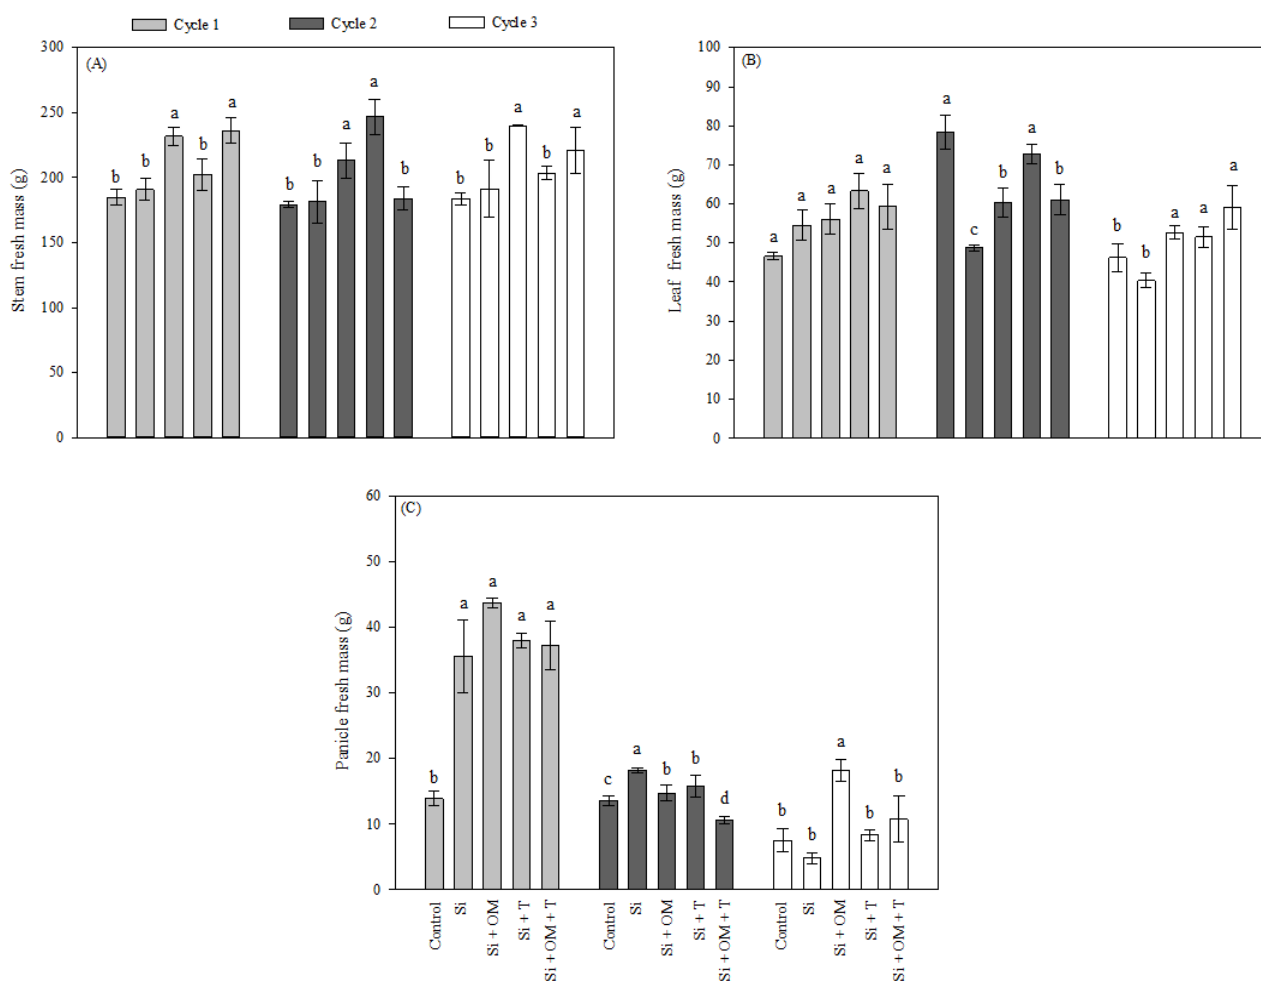 Cycle 1 Cycle 2 Cycle 3
(A)
Stem fresh mass (g)
300
250
200
150
100
50
0
b b a b a
b b a a b
b b a b a
(B)
Leaf fresh mass (g)
100
90
80
70
60
50
40
30
20
10
0
a a a a a
a c b a b
b b a a a
(C)
Panicle fresh mass (g)
60
50
40
30
20
10
0
b a a a a
c a b b d
b b a b b
Control Si Si + OM Si + T Si + OM + T
Control Si Si + OM Si + T Si + OM + T
Control Si Si + OM Si + T Si + OM + T